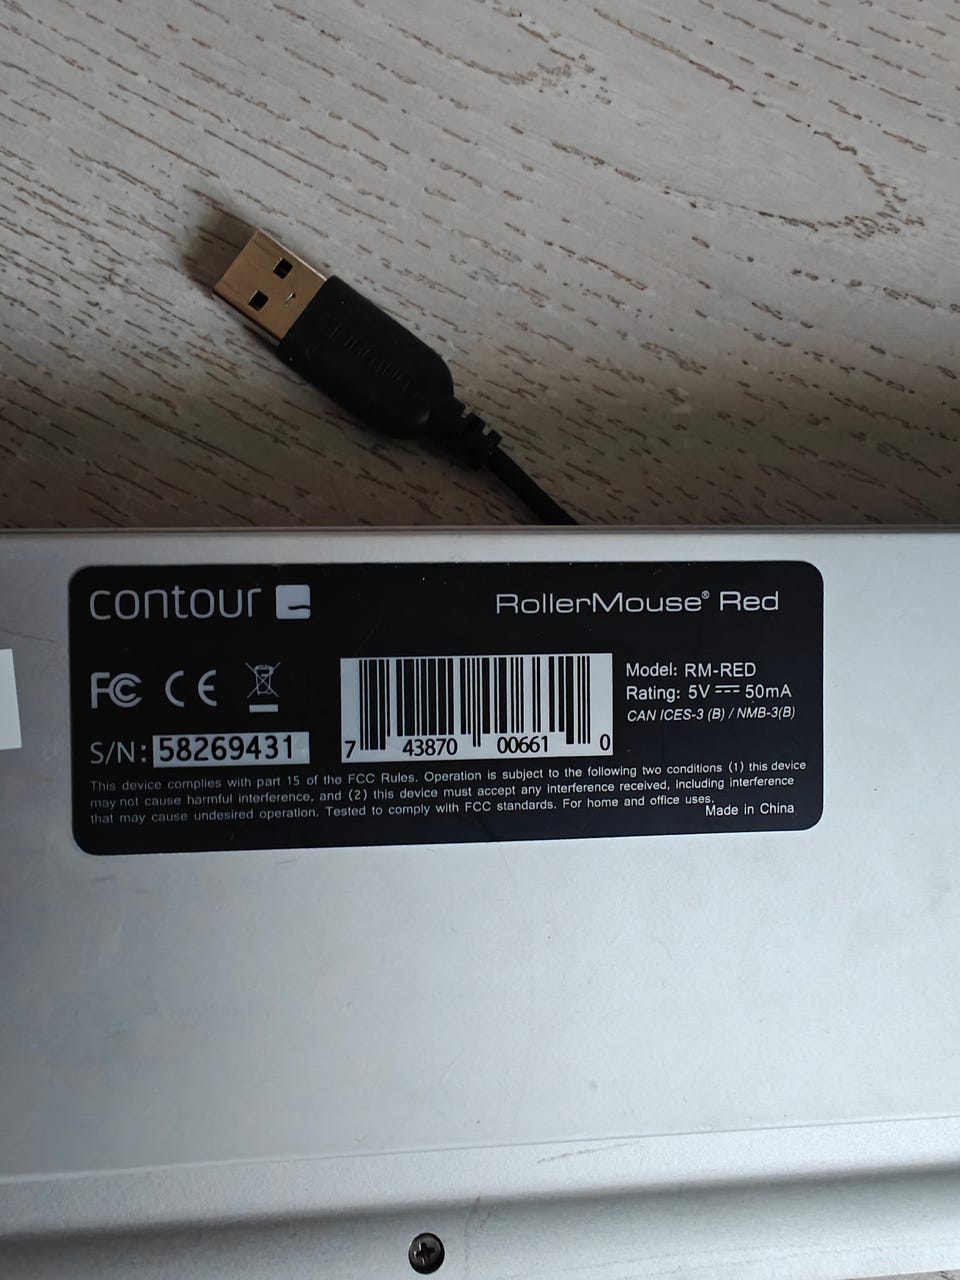 contour
RollerMouse® Red
FC CE
Model: RM-RED
Rating: 5V ⎓ 50mA
CAN ICES-3 (B) / NMB-3(B)
S/N: 58269431
7 43870 00661 0
This device complies with part 15 of the FCC Rules. Operation is subject to the following two conditions (1) this device
may not cause harmful interference, and (2) this device must accept any interference received, including interference
that may cause undesired operation. Tested to comply with FCC standards. For home and office uses.
Made in China